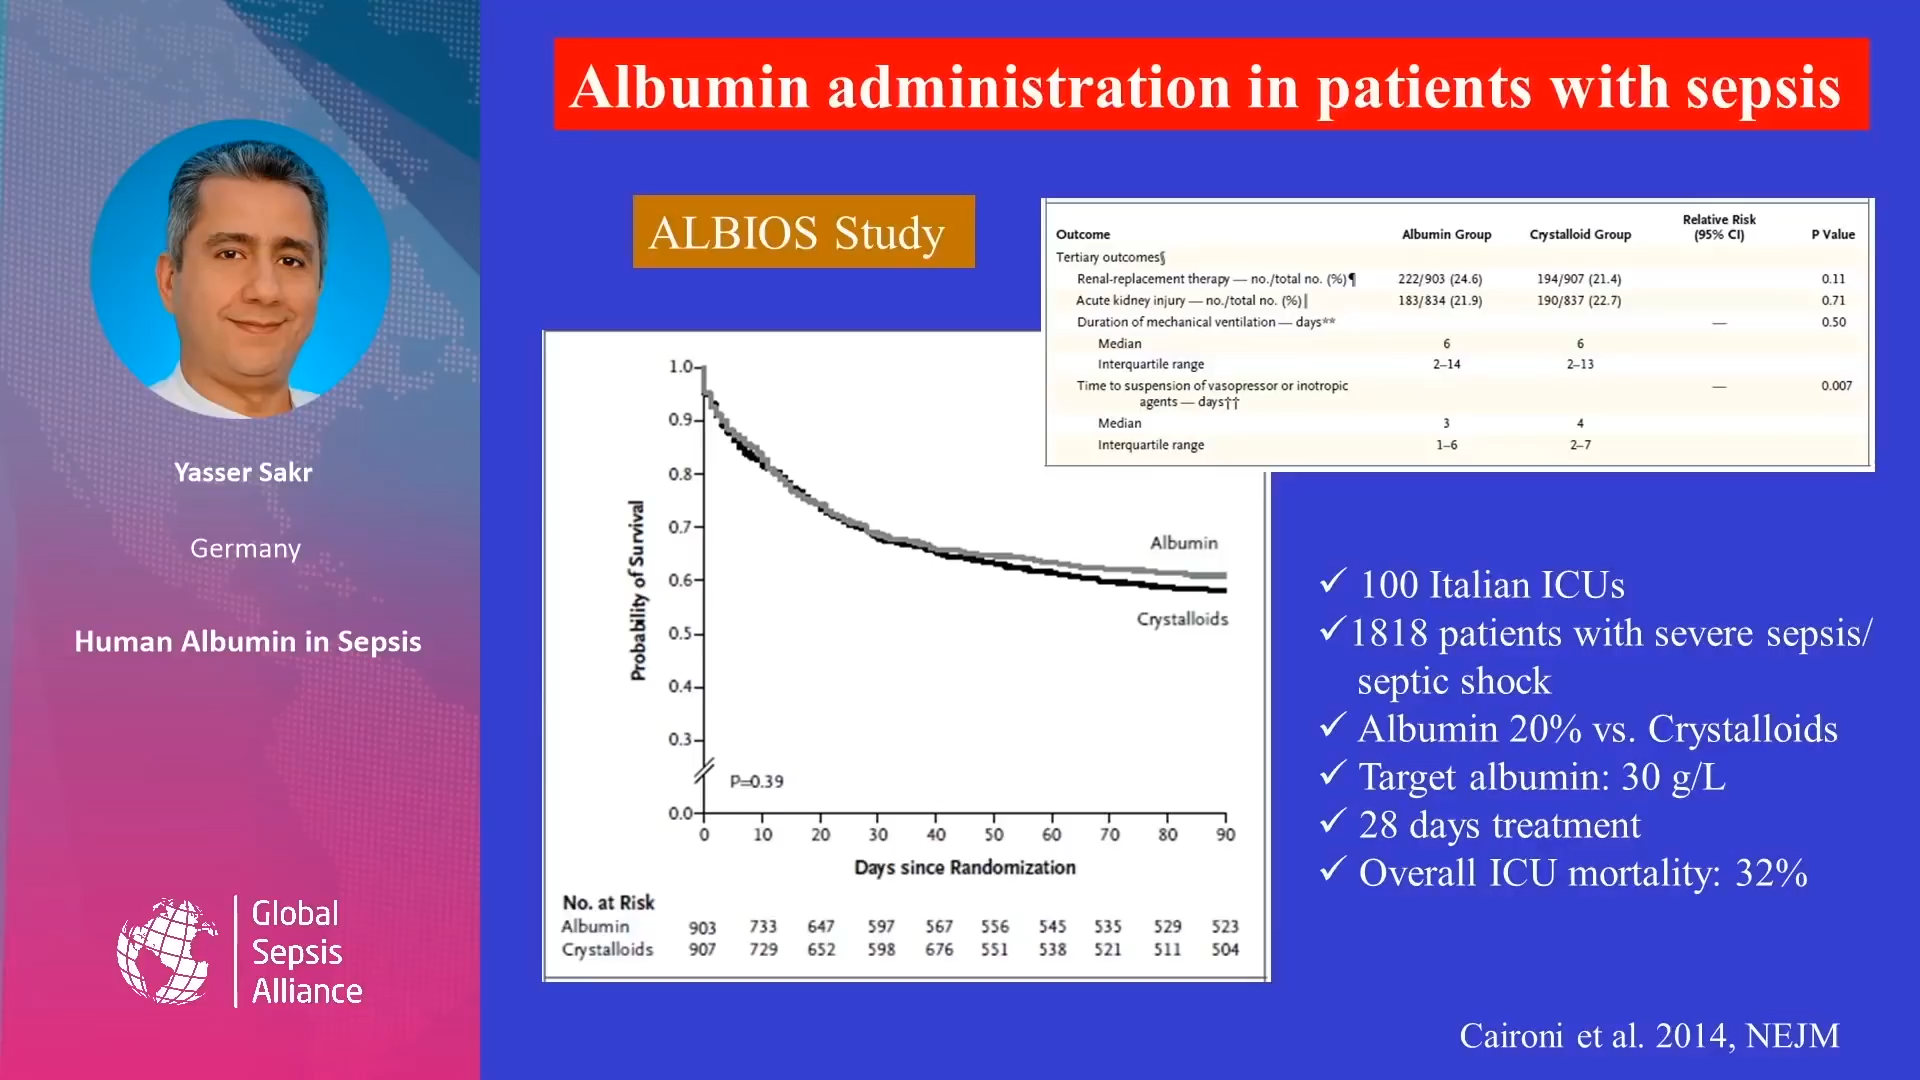 Albumin administration in patients with sepsis
ALBIOS Study
Outcome Albumin Group Crystalloid Group Relative Risk (95% CI) P Value
Tertiary outcomes§
Renal-replacement therapy — no./total no. (%)¶ 222/903 (24.6) 194/907 (21.4) 0.11
Acute kidney injury — no./total no. (%)‖ 183/834 (21.9) 190/837 (22.7) 0.71
Duration of mechanical ventilation — days** — 0.50
Median 6 6
Interquartile range 2–14 2–13
Time to suspension of vasopressor or inotropic — 0.007
agents — days††
Median 3 4
Interquartile range 1–6 2–7
Probability of Survival
1.0
0.9
0.8
0.7
0.6
0.5
0.4
0.3
0.0
Albumin
Crystalloids
P=0.39
0 10 20 30 40 50 60 70 80 90
Days since Randomization
No. at Risk
Albumin 903 733 647 597 567 556 545 535 529 523
Crystalloids 907 729 652 598 676 551 538 521 511 504
✓ 100 Italian ICUs
✓ 1818 patients with severe sepsis/
septic shock
✓ Albumin 20% vs. Crystalloids
✓ Target albumin: 30 g/L
✓ 28 days treatment
✓ Overall ICU mortality: 32%
Caironi et al. 2014, NEJM
Yasser Sakr
Germany
Human Albumin in Sepsis
Global
Sepsis
Alliance